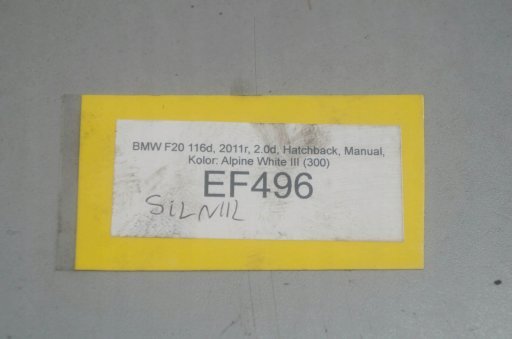 BMW F20 116d, 2011r, 2.0d, Hatchback, Manual,
Kolor: Alpine White III (300)
EF496
SILNIK